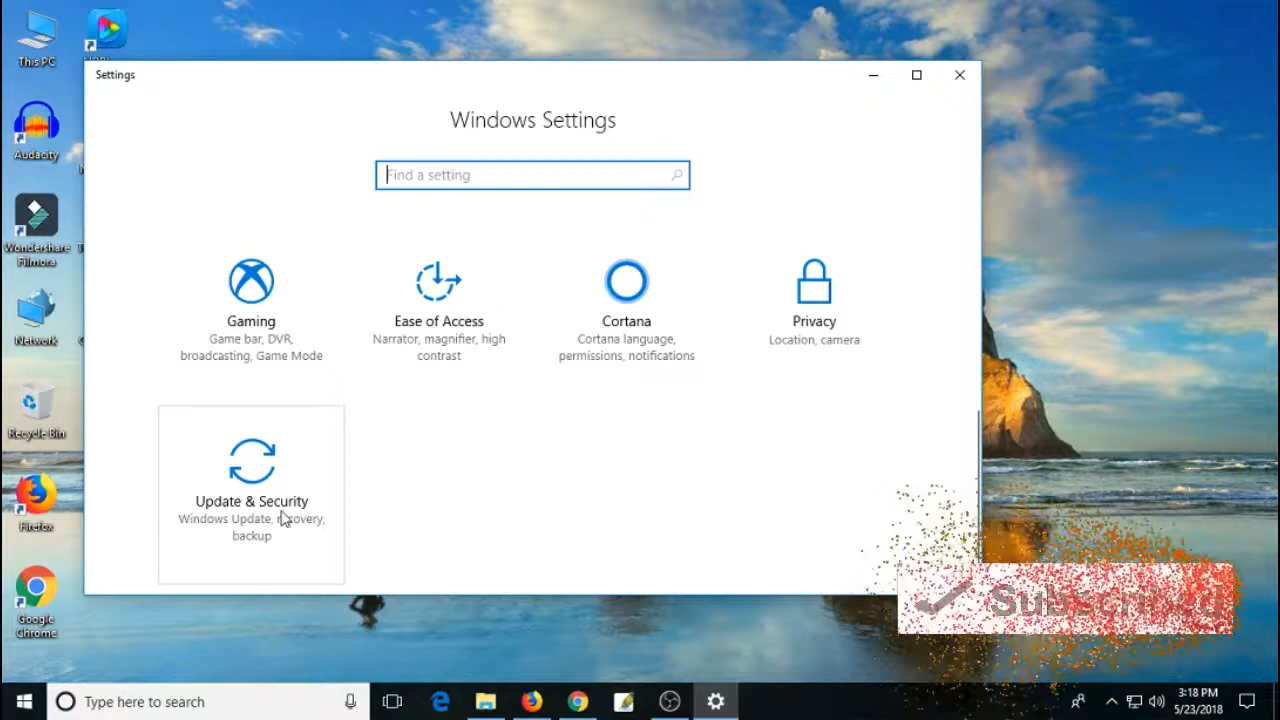 This PC
Settings
Windows Settings
Find a setting
Audacity
Wondershare
Filmora
Gaming
Game bar, DVR,
broadcasting, Game Mode
Ease of Access
Narrator, magnifier, high
contrast
Cortana
Cortana language,
permissions, notifications
Privacy
Location, camera
Network
Recycle Bin
Update & Security
Windows Update, recovery,
backup
Firefox
Google
Chrome
Subscribed
Type here to search
3:18 PM
5/23/2018